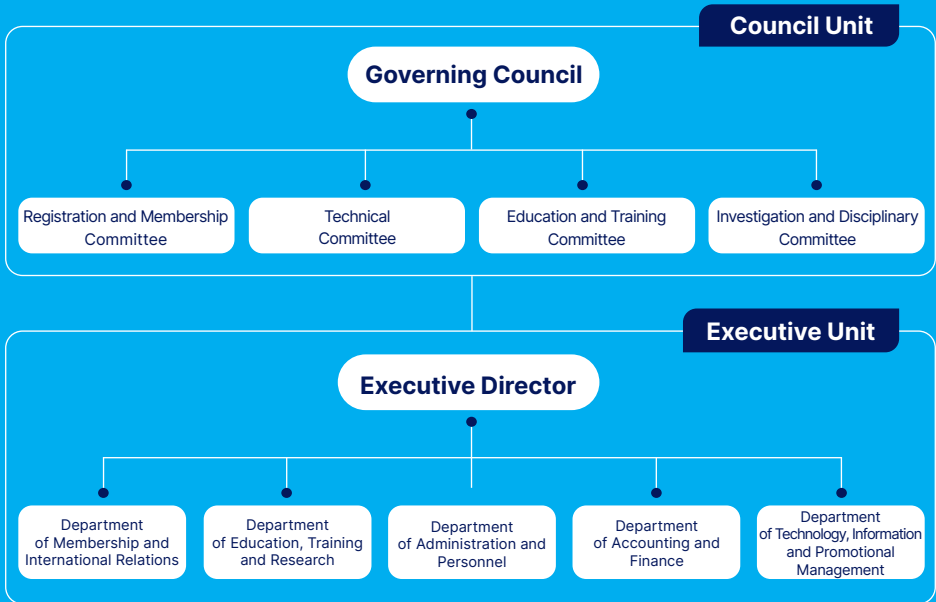 Council Unit
Governing Council
Registration and Membership
Committee
Technical
Committee
Education and Training
Committee
Investigation and Disciplinary
Committee
Executive Unit
Executive Director
Department
of Membership and
International Relations
Department
of Education, Training
and Research
Department
of Administration and
Personnel
Department
of Accounting and
Finance
Department
of Technology, Information
and Promotional
Management